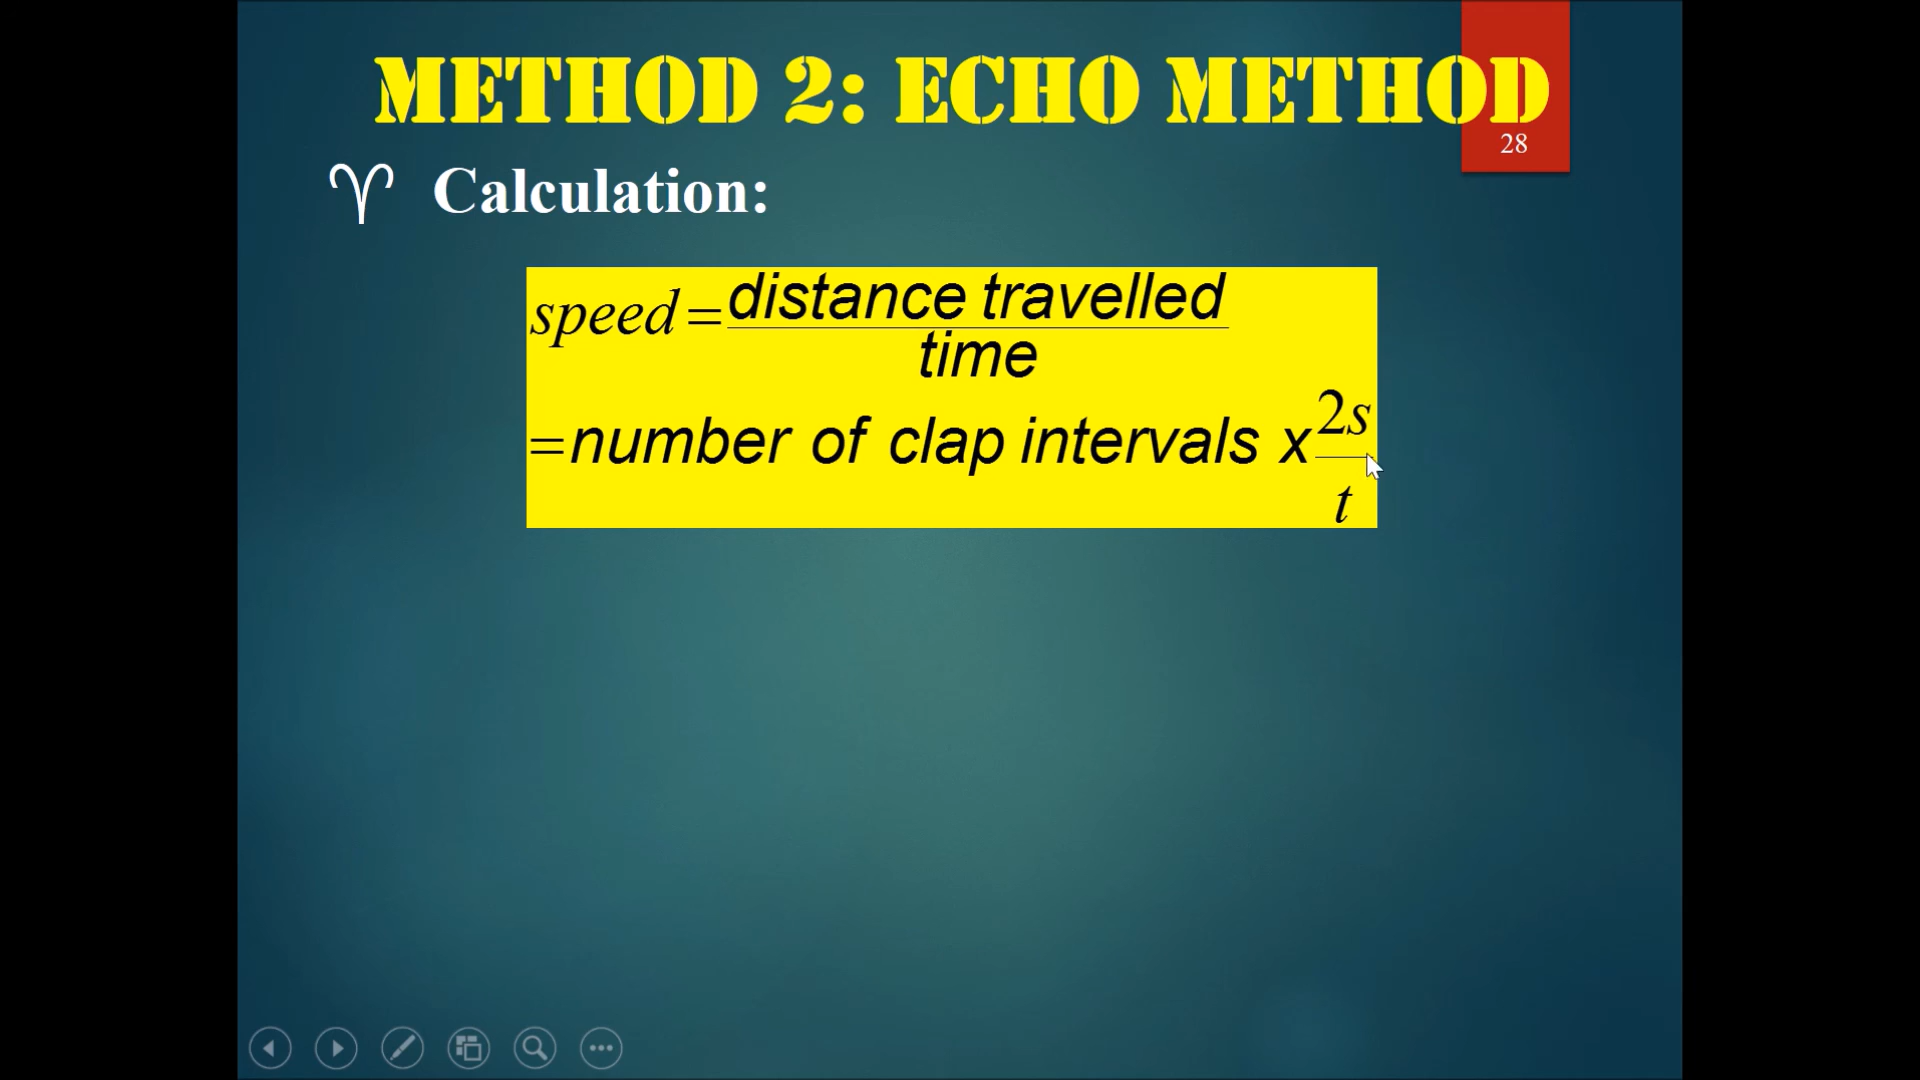 METHOD 2: ECHO METHOD
28
♈ Calculation:
speed = distance travelled / time
= number of clap intervals x 2s / t